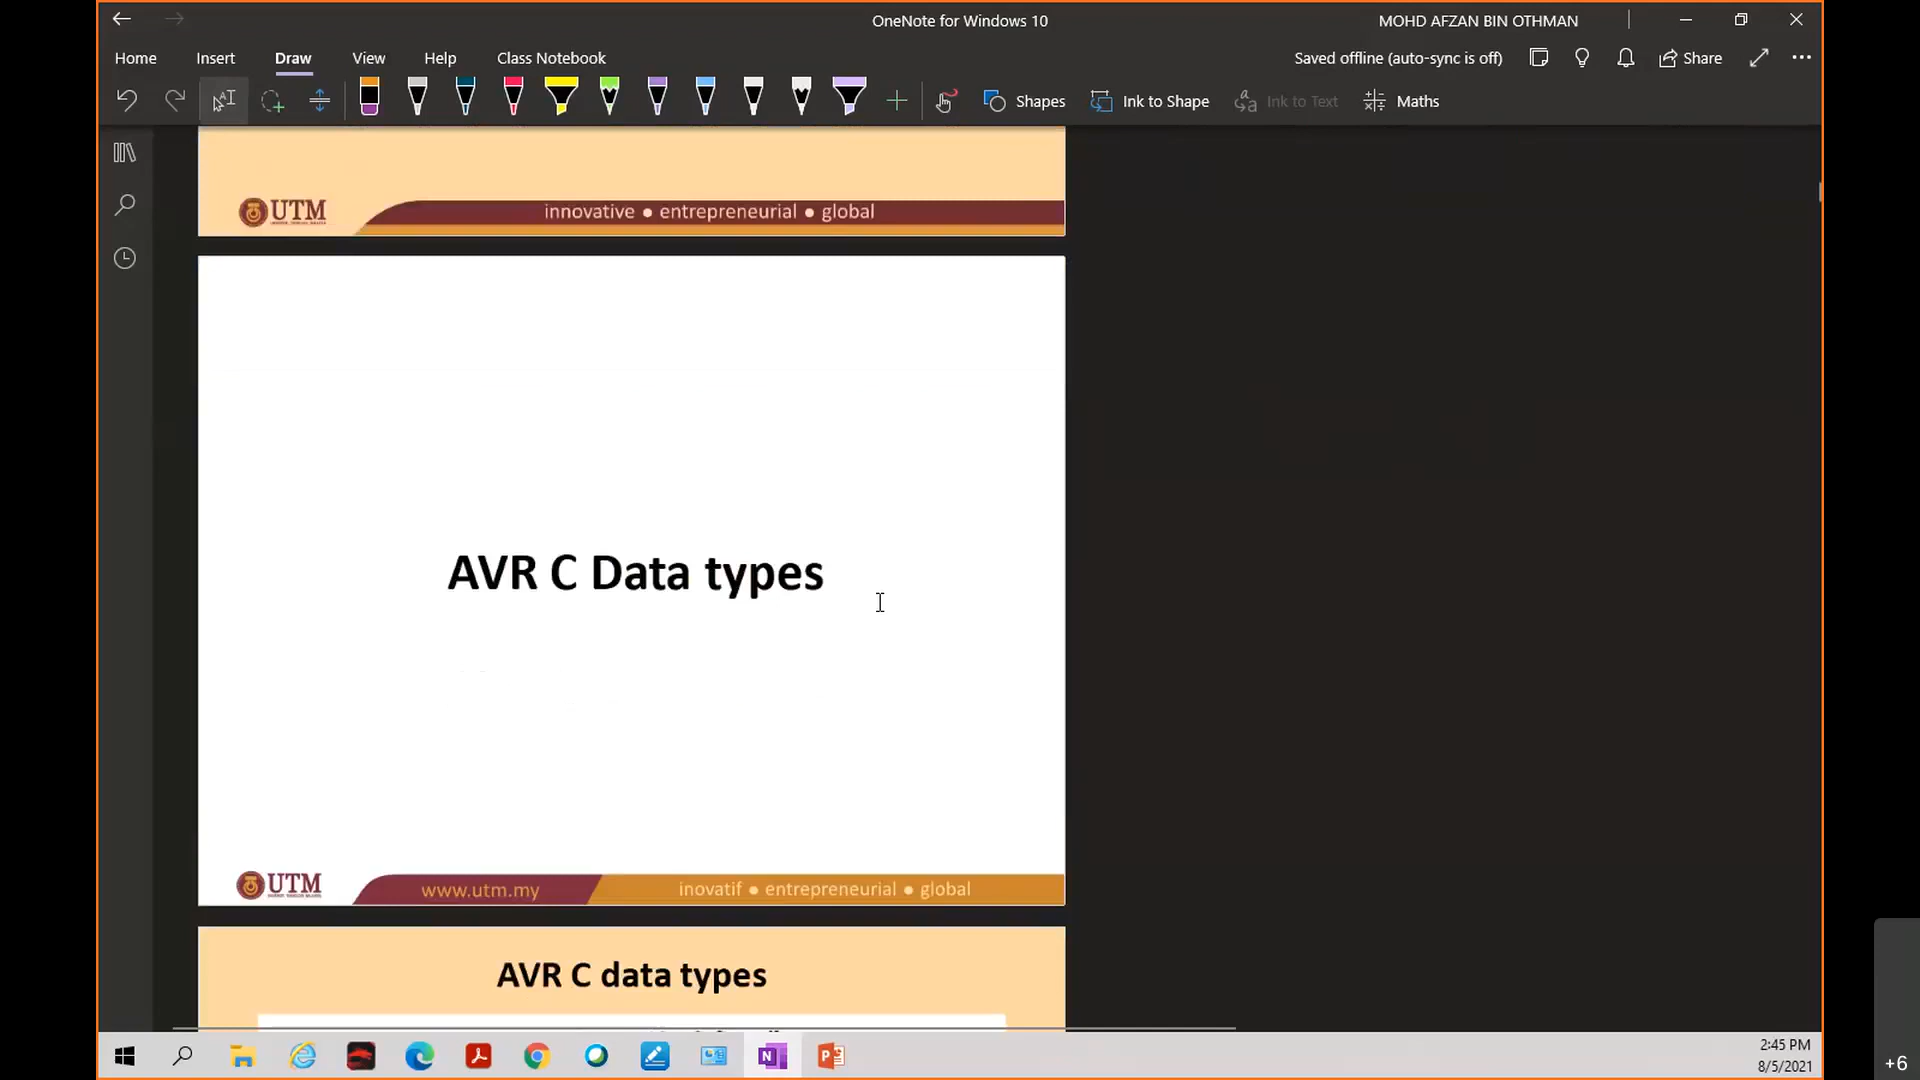 OneNote for Windows 10
MOHD AFZAN BIN OTHMAN
Home
Insert
Draw
View
Help
Class Notebook
Saved offline (auto-sync is off)
Share
Shapes
Ink to Shape
Ink to Text
Maths
UTM
innovative ● entrepreneurial ● global
AVR C Data types
UTM
www.utm.my
inovatif ● entrepreneurial ● global
AVR C data types
2:45 PM
8/5/2021
+6